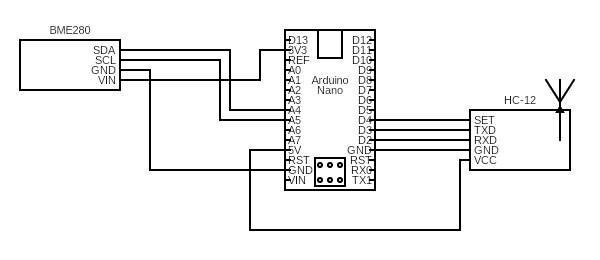 BME280
SDA
SCL
GND
VIN
D13
3V3
REF
A0
A1
A2
A3
A4
A5
A6
A7
5V
RST
GND
VIN
Arduino
Nano
D12
D11
D10
D9
D8
D7
D6
D5
D4
D3
D2
GND
RST
RX0
TX1
HC-12
SET
TXD
RXD
GND
VCC